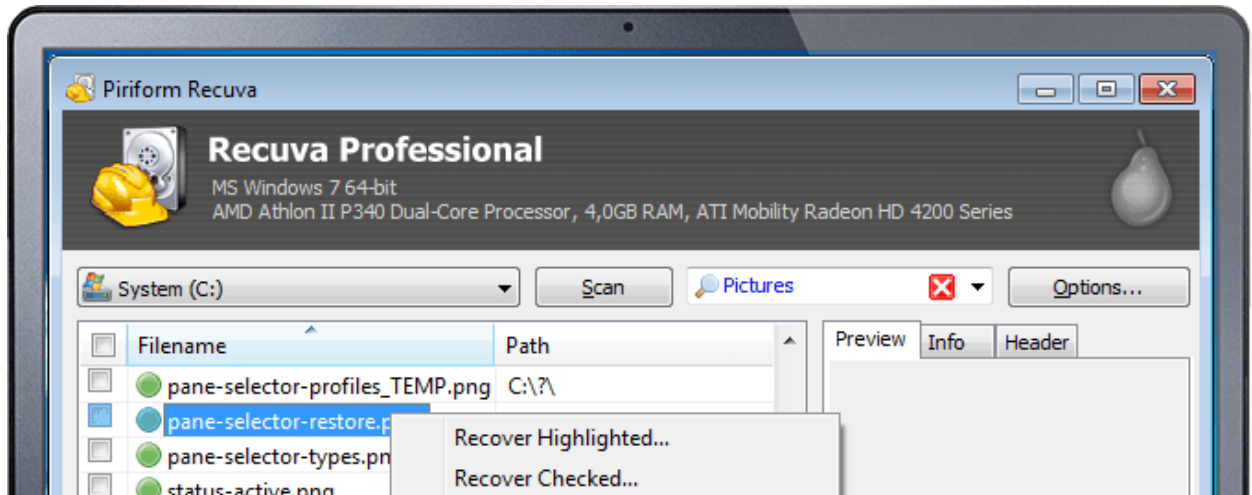 Piriform Recuva
Recuva Professional
MS Windows 7 64-bit
AMD Athlon II P340 Dual-Core Processor, 4,0GB RAM, ATI Mobility Radeon HD 4200 Series
System (C:) Scan Pictures Options...
Filename Path Preview Info Header
pane-selector-profiles_TEMP.png C:\?\
pane-selector-restore.p
Recover Highlighted...
pane-selector-types.pn
Recover Checked...
status-active.png